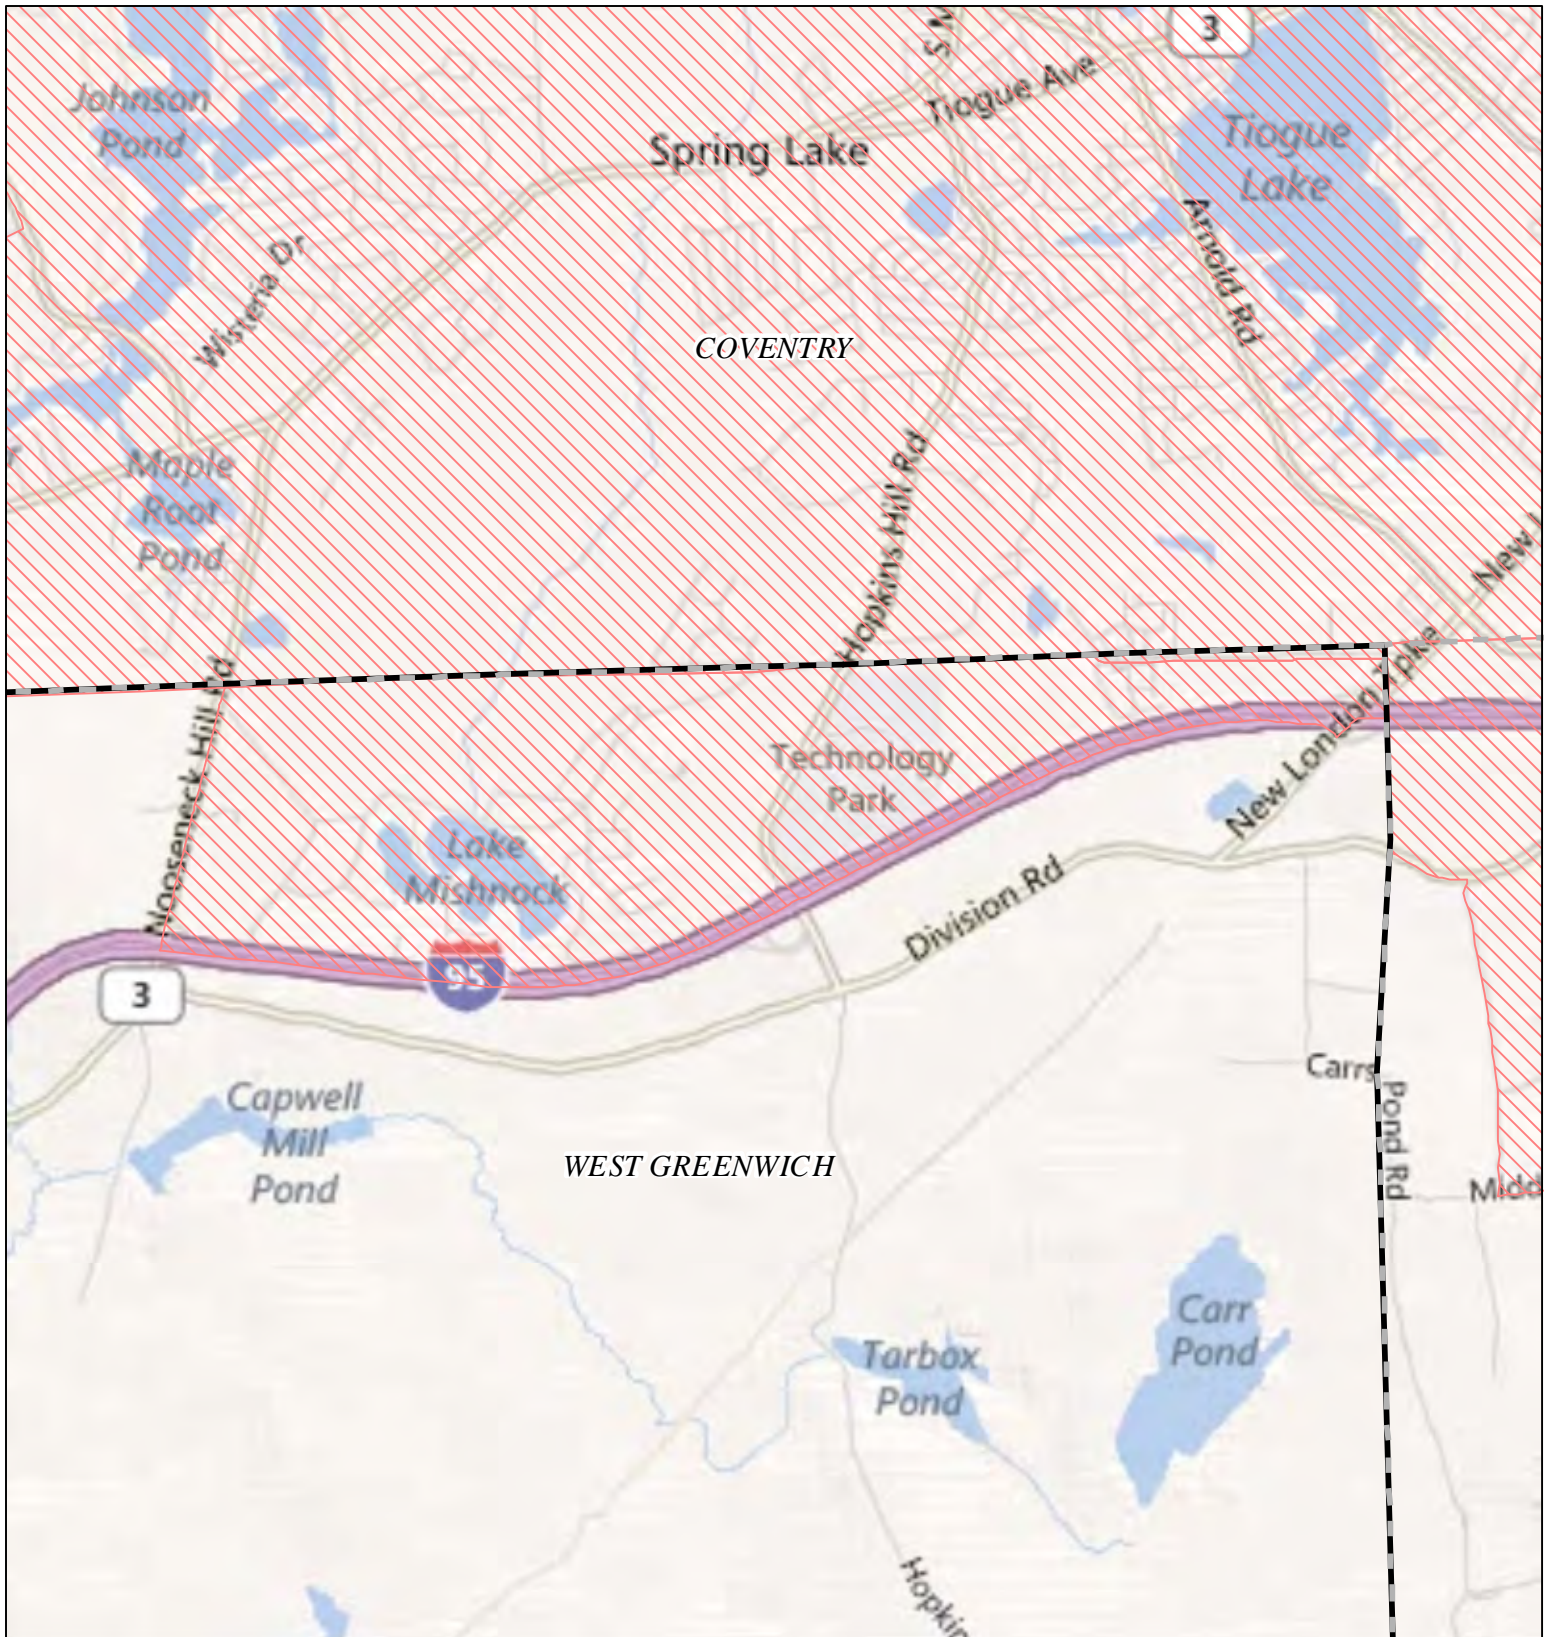 3
S M
Tiogue Ave
Johnson
Pond
Tiogue
Lake
Spring Lake
Arnold Rd
Wisteria Dr
COVENTRY
Hopkins Hill Rd
Maple
Root
Pond
New L
Nooseneck Hill Rd
New London Tpke
Technology
Park
Lake
Mishnock
Division Rd
95
3
Carrs
Pond Rd
Capwell
Mill
Pond
WEST GREENWICH
Midd
Carr
Pond
Tarbox
Pond
Hopkin